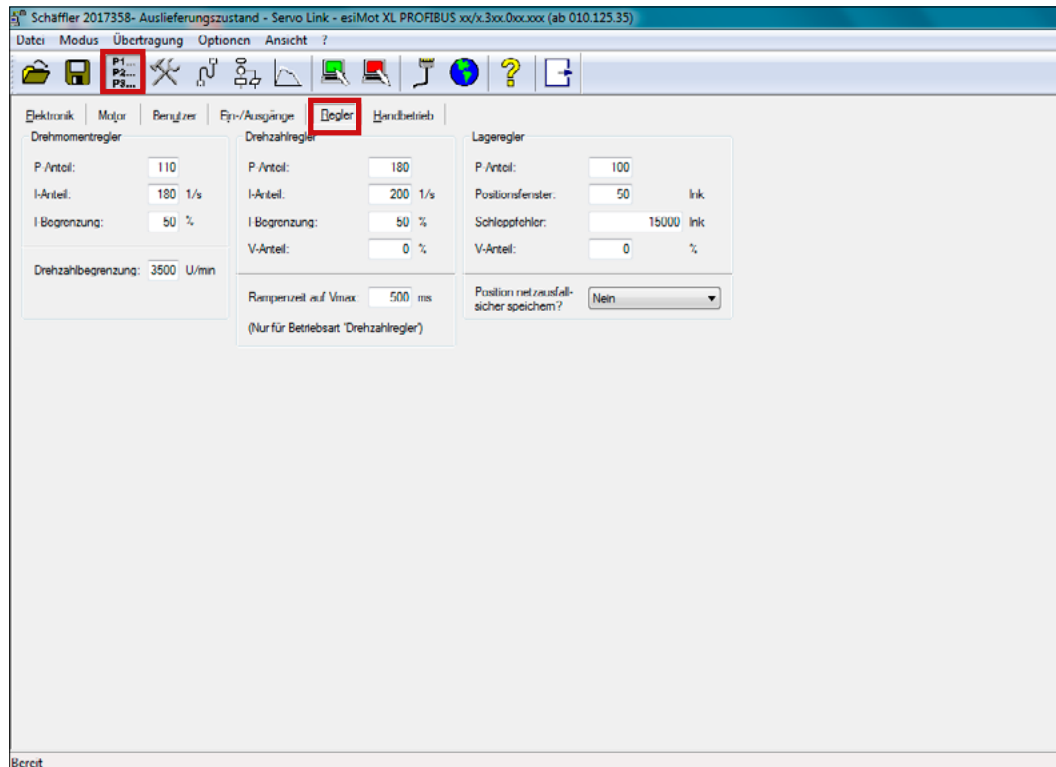 Schäffler 2017358- Auslieferungszustand - Servo Link - esiMot XL PROFIBUS xx/x.3xx.0xx.xxx (ab 010.125.35)
Datei Modus Übertragung Optionen Ansicht ?
P1...
P2...
P3...
Elektronik Motor Benutzer Ein-/Ausgänge Regler Handbetrieb
Drehmomentregler
P-Anteil: 110
I-Anteil: 180 1/s
I-Begrenzung: 50 %
Drehzahlbegrenzung: 3500 U/min
Drehzahlregler
P-Anteil: 180
I-Anteil: 200 1/s
I-Begrenzung: 50 %
V-Anteil: 0 %
Rampenzeit auf Vmax: 500 ms
(Nur für Betriebsart 'Drehzahlregler')
Lageregler
P-Anteil: 100
Positionsfenster: 50 Ink
Schleppfehler: 15000 Ink
V-Anteil: 0 %
Position netzausfall-
sicher speichern? Nein
Bereit